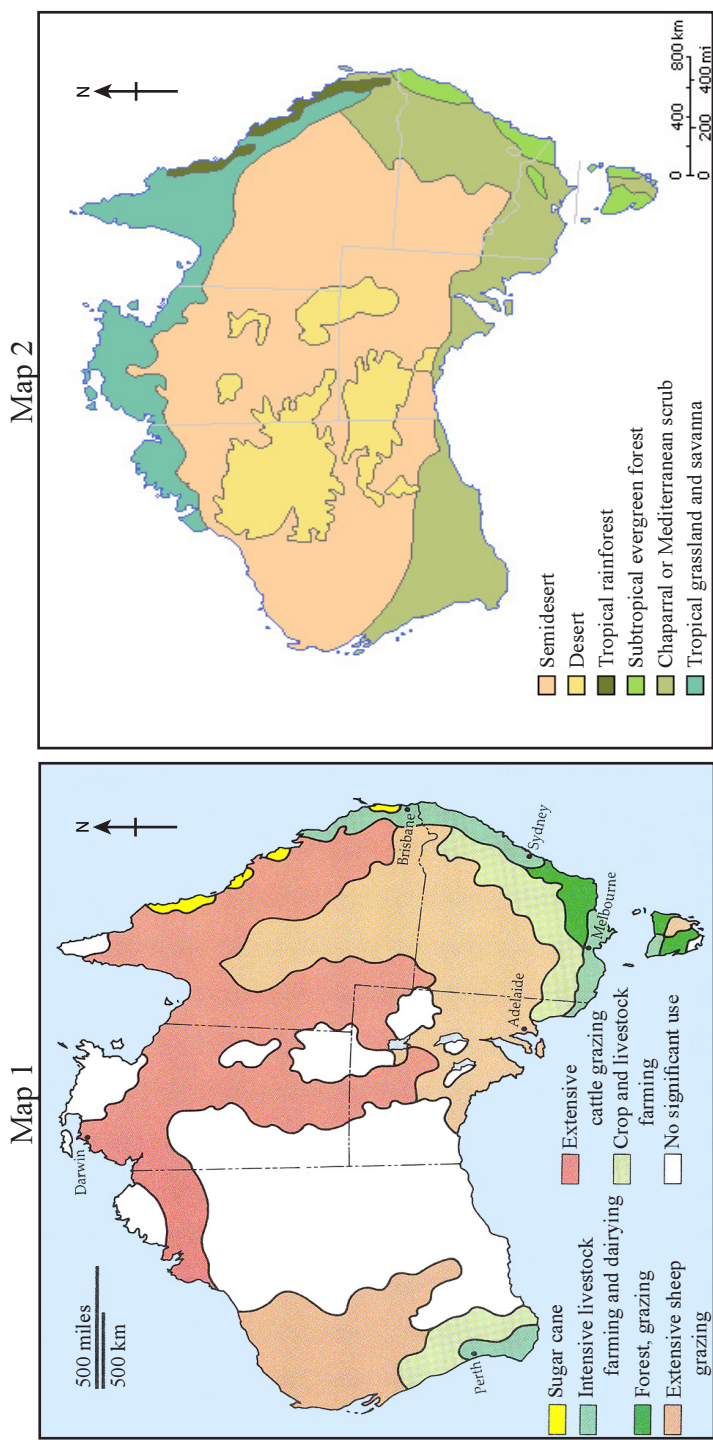 Map 1
500 miles
500 km
N
Darwin
Brisbane
Sydney
Melbourne
Adelaide
Perth
Sugar cane
Intensive livestock
farming and dairying
Forest, grazing
Extensive sheep
grazing
Extensive
cattle grazing
Crop and livestock
farming
No significant use
Map 2
N
Semidesert
Desert
Tropical rainforest
Subtropical evergreen forest
Chaparral or Mediterranean scrub
Tropical grassland and savanna
0 400 800 km
0 200 400 mi